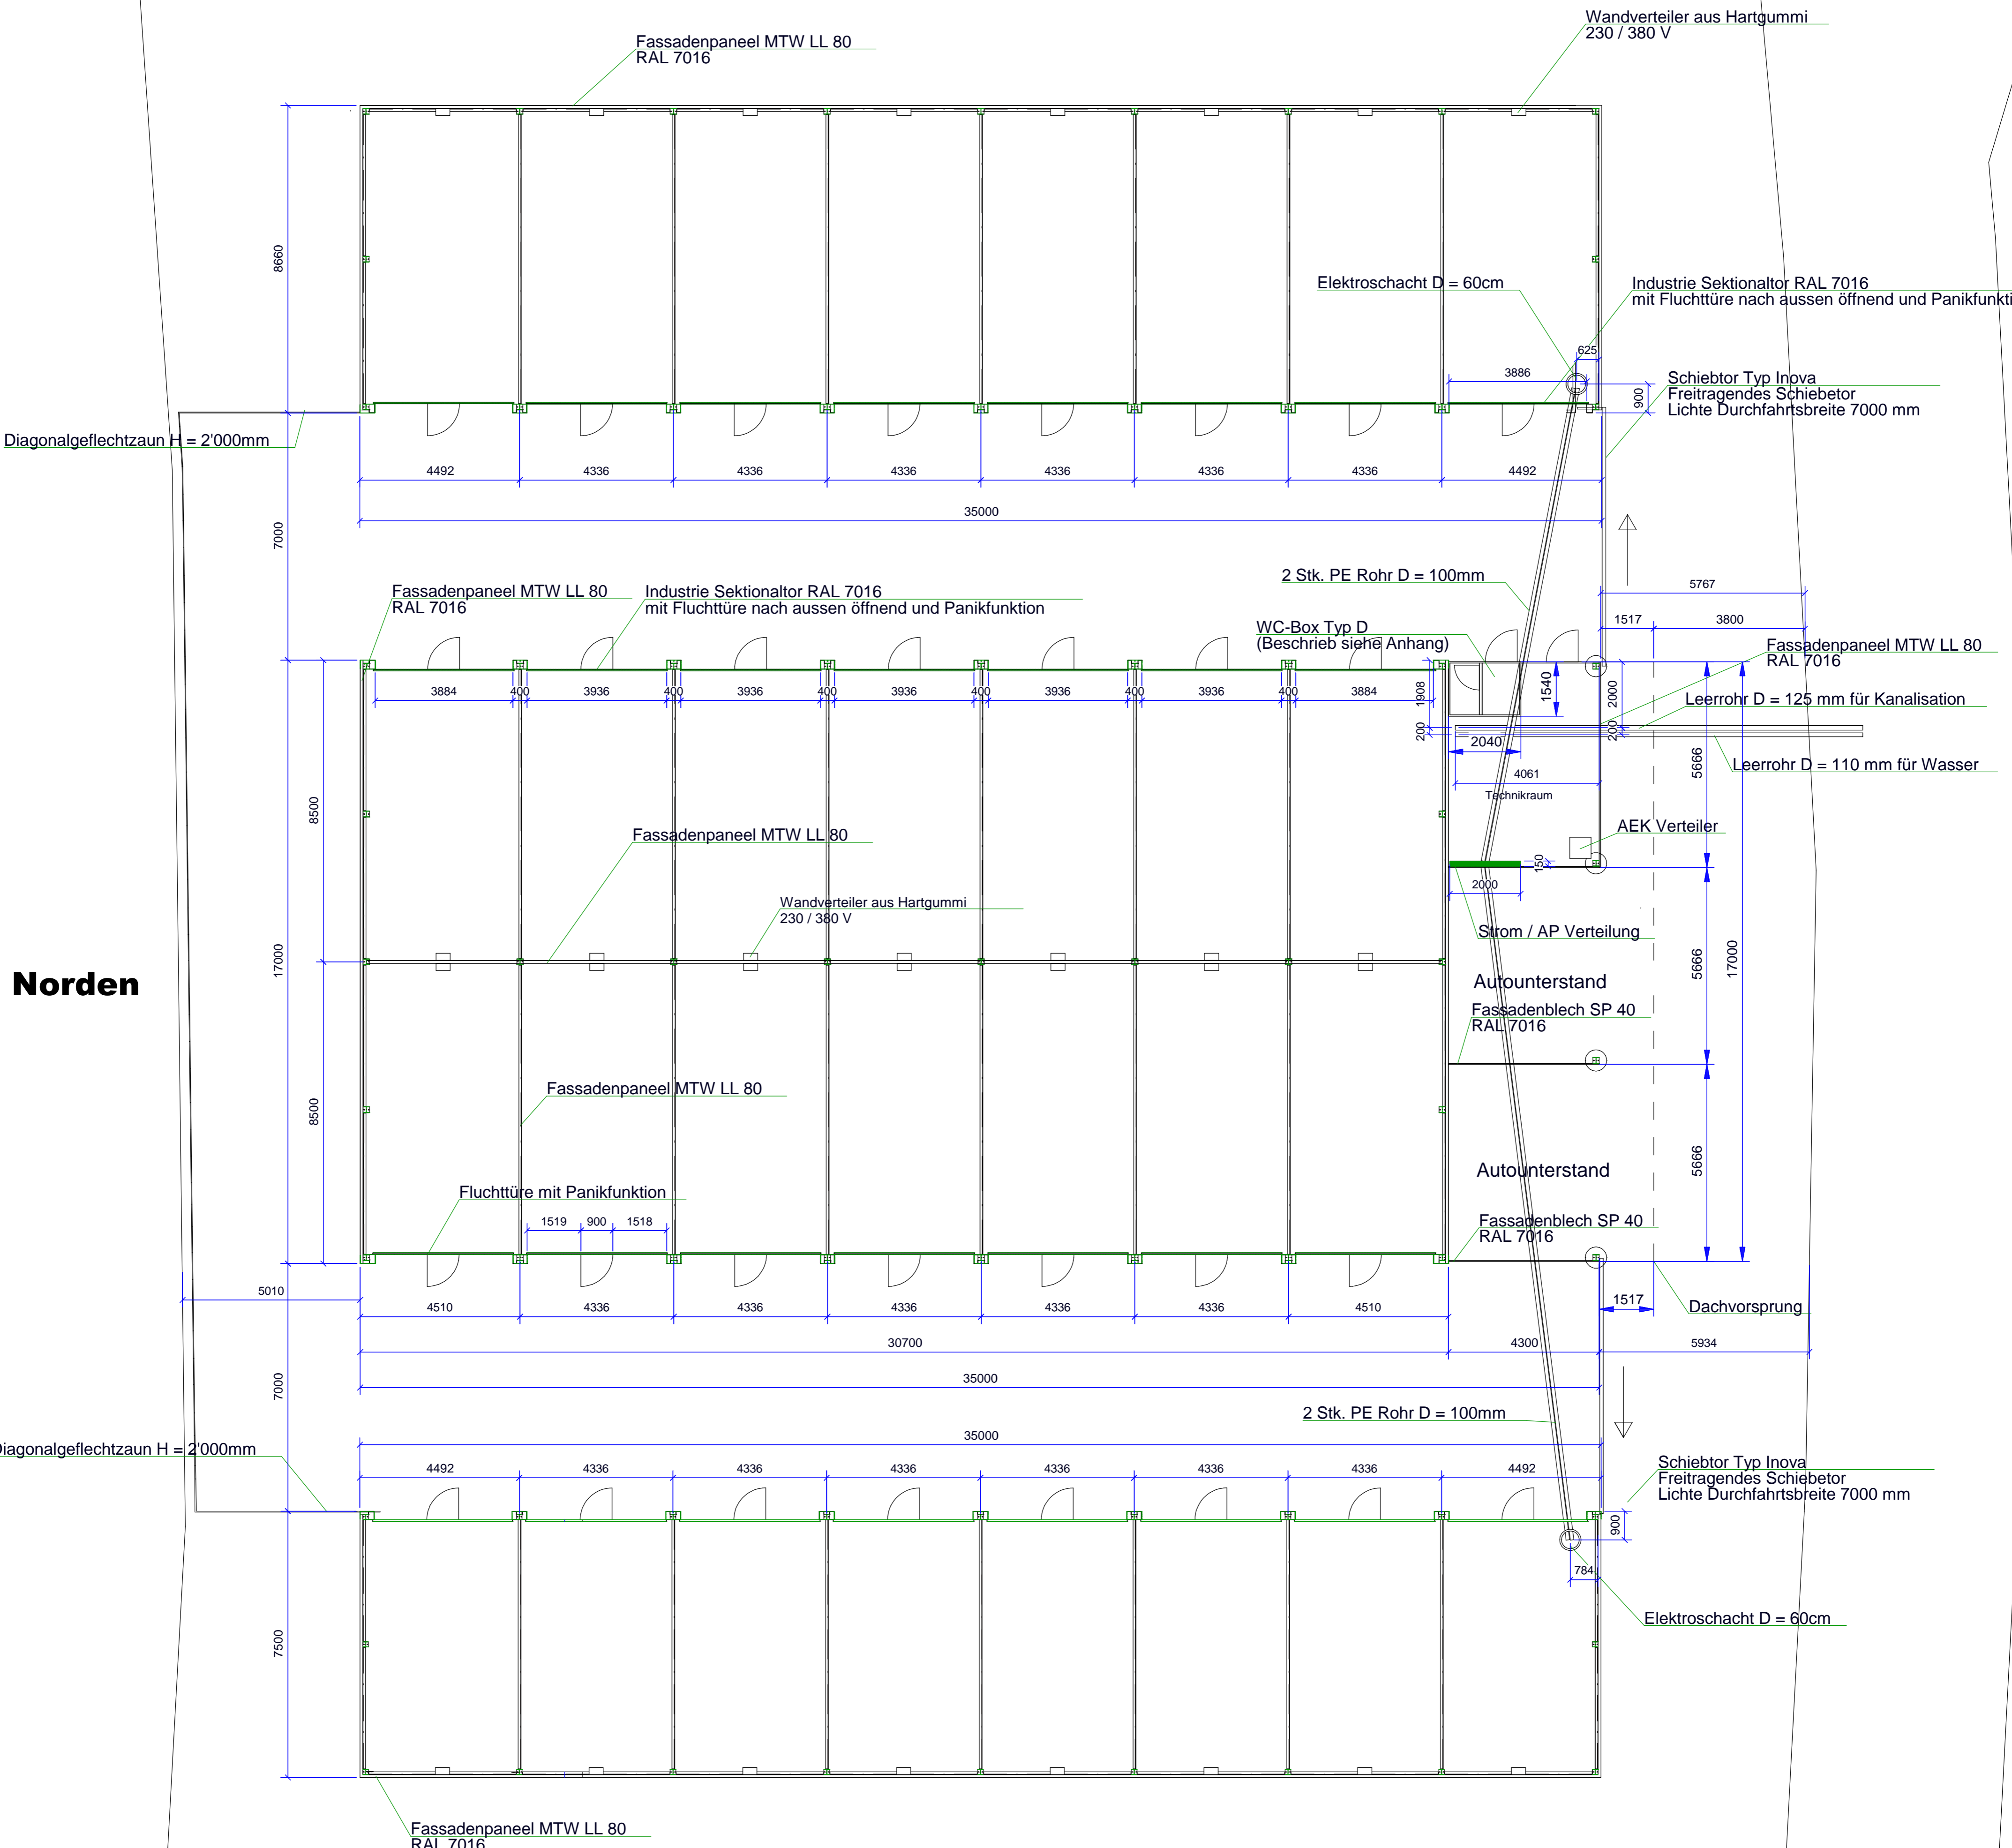 Wandverteiler aus Hartgummi
230 / 380 V
Fassadenpaneel MTW LL 80
RAL 7016
8660
Elektroschacht D = 60cm
Industrie Sektionaltor RAL 7016
mit Fluchttüre nach aussen öffnend und Panikfunkti
625
3886
900
Schiebtor Typ Inova
Freitragendes Schiebetor
Lichte Durchfahrtsbreite 7000 mm
Diagonalgeflechtzaun H = 2'000mm
4492
4336
4336
4336
4336
4336
4336
4492
35000
7000
2 Stk. PE Rohr D = 100mm
5767
Fassadenpaneel MTW LL 80
RAL 7016
Industrie Sektionaltor RAL 7016
mit Fluchttüre nach aussen öffnend und Panikfunktion
1517
3800
WC-Box Typ D
(Beschrieb siehe Anhang)
Fassadenpaneel MTW LL 80
RAL 7016
3884
400
3936
400
3936
400
3936
400
3936
400
3936
400
3884
1908
1540
2000
Leerrohr D = 125 mm für Kanalisation
200
200
2040
5666
Leerrohr D = 110 mm für Wasser
4061
Technikraum
8500
AEK Verteiler
Fassadenpaneel MTW LL 80
150
2000
Wandverteiler aus Hartgummi
230 / 380 V
Strom / AP Verteilung
17000
17000
5666
Norden
Autounterstand
Fassadenblech SP 40
RAL 7016
Fassadenpaneel MTW LL 80
8500
5666
Autounterstand
Fluchttüre mit Panikfunktion
1519
900
1518
Fassadenblech SP 40
RAL 7016
5010
1517
4510
4336
4336
4336
4336
4336
4510
Dachvorsprung
30700
4300
5934
35000
7000
2 Stk. PE Rohr D = 100mm
35000
Diagonalgeflechtzaun H = 2'000mm
4492
4336
4336
4336
4336
4336
4336
4492
Schiebtor Typ Inova
Freitragendes Schiebetor
Lichte Durchfahrtsbreite 7000 mm
900
784
Elektroschacht D = 60cm
7500
Fassadenpaneel MTW LL 80
RAL 7016